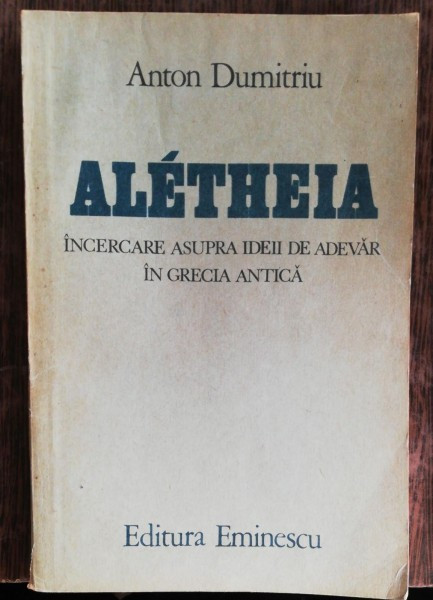 Anton Dumitriu
ALÉTHEIA
ÎNCERCARE ASUPRA IDEII DE ADEVĂR
ÎN GRECIA ANTICĂ
Editura Eminescu